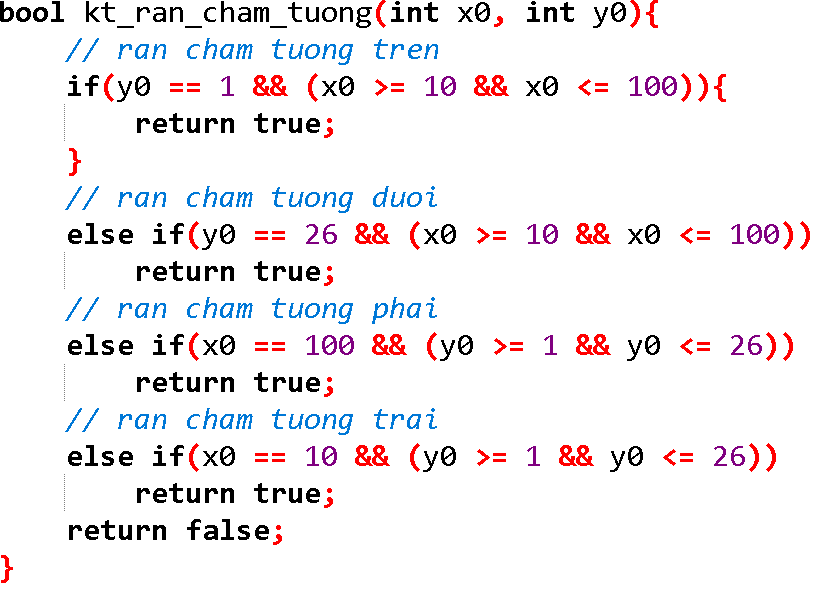 bool kt_ran_cham_tuong(int x0, int y0){
    // ran cham tuong tren
    if(y0 == 1 && (x0 >= 10 && x0 <= 100)){
        return true;
    }
    // ran cham tuong duoi
    else if(y0 == 26 && (x0 >= 10 && x0 <= 100))
        return true;
    // ran cham tuong phai
    else if(x0 == 100 && (y0 >= 1 && y0 <= 26))
        return true;
    // ran cham tuong trai
    else if(x0 == 10 && (y0 >= 1 && y0 <= 26))
        return true;
    return false;
}